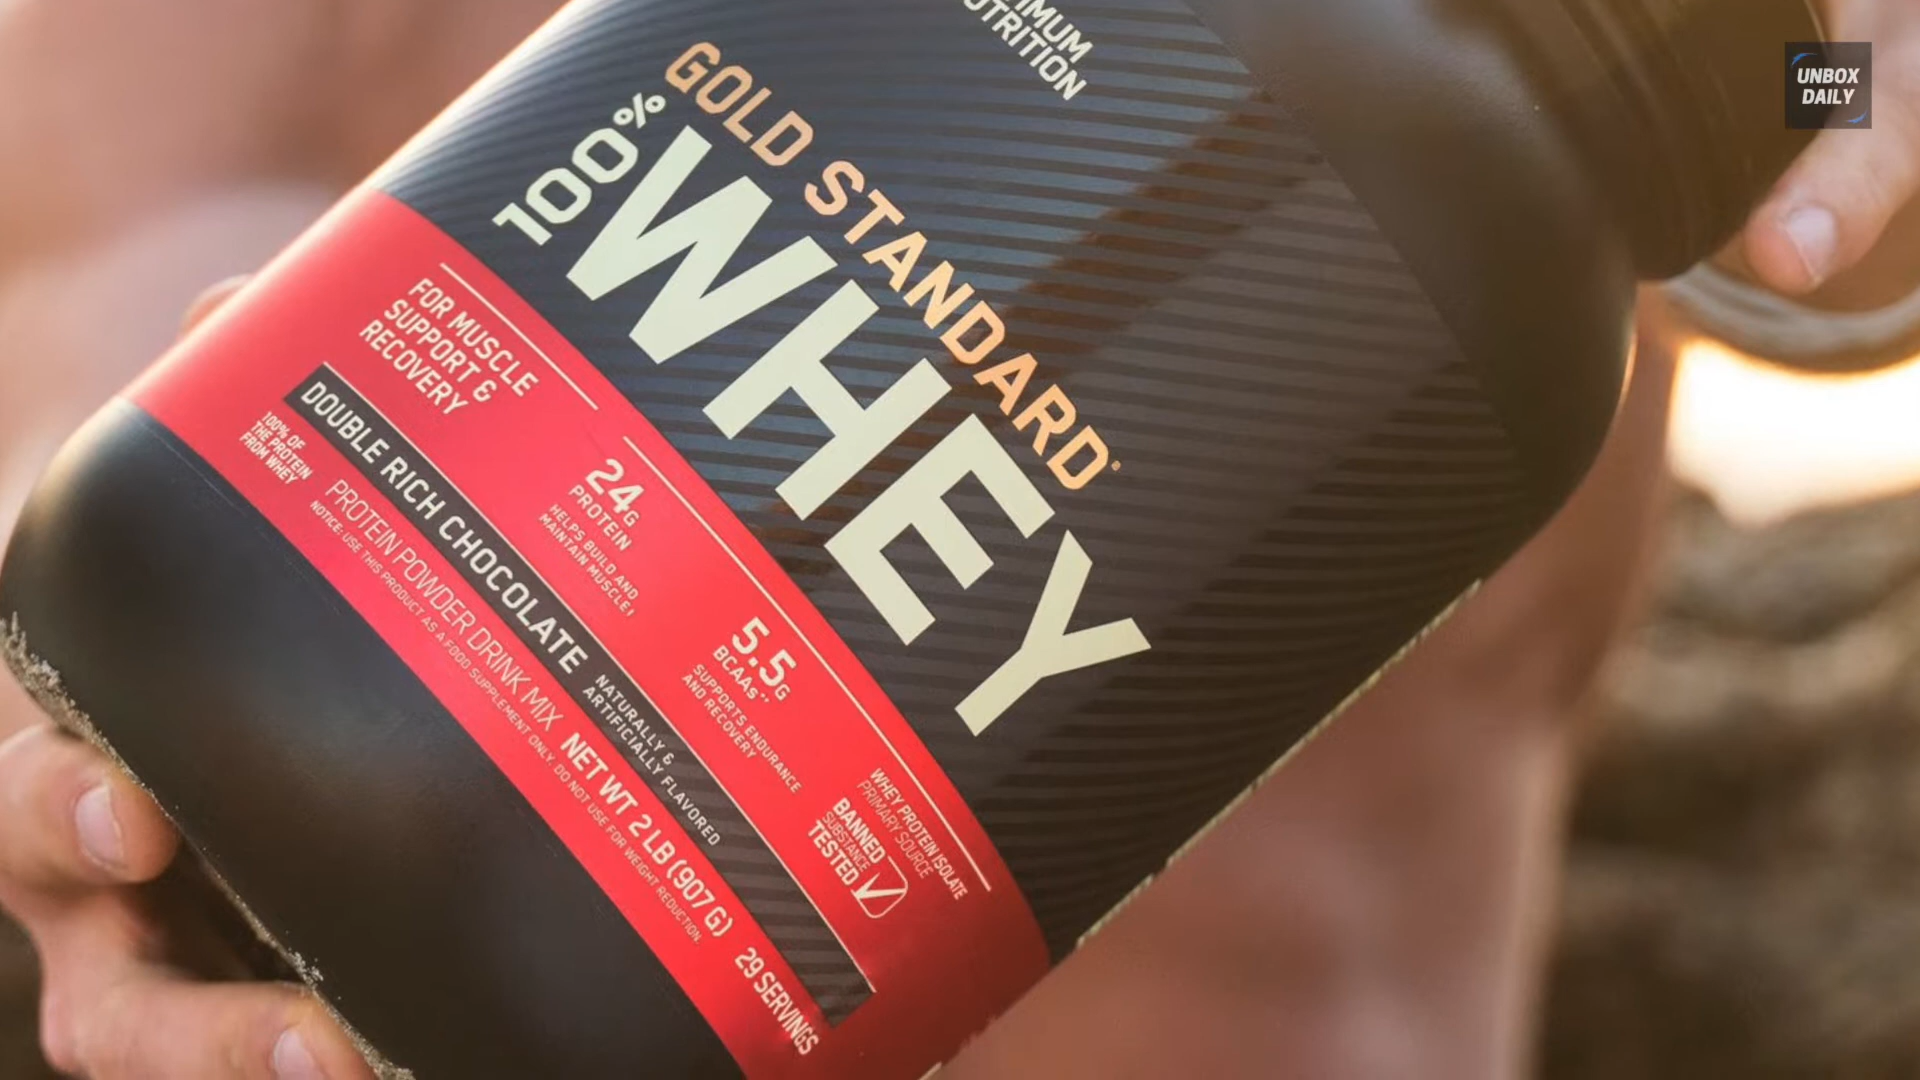 UNBOX
DAILY
GOLD STANDARD
100%
WHEY
FOR MUSCLE
SUPPORT &
RECOVERY
24G
PROTEIN
HELPS BUILD AND
MAINTAIN MUSCLE
5.5G
BCAAs
SUPPORTS ENDURANCE
AND RECOVERY
WHEY PROTEIN ISOLATE
PRIMARY SOURCE
BANNED
SUBSTANCE
TESTED
DOUBLE RICH CHOCOLATE
NATURALLY &
ARTIFICIALLY FLAVORED
100% OF
THE PROTEIN
FROM WHEY
PROTEIN POWDER DRINK MIX NET WT 2 LB (907 G) 29 SERVINGS
NOTICE: USE THIS PRODUCT AS A FOOD SUPPLEMENT ONLY. DO NOT USE FOR WEIGHT REDUCTION.